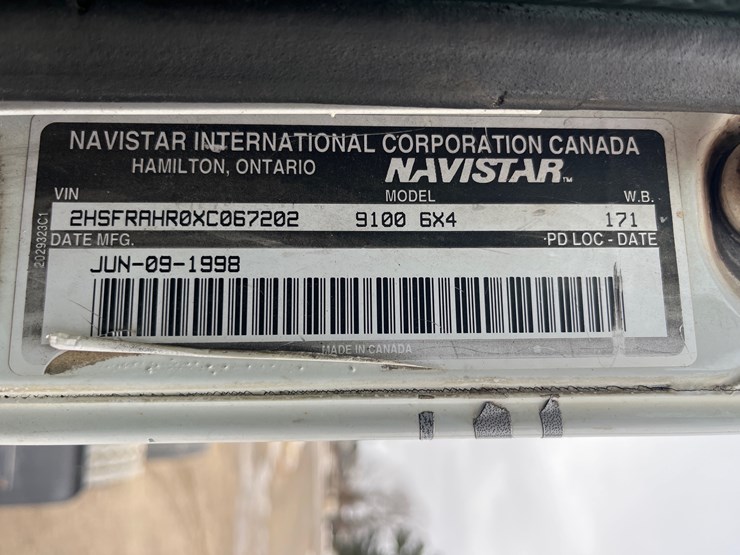 NAVISTAR INTERNATIONAL CORPORATION CANADA
HAMILTON, ONTARIO NAVISTAR™
VIN MODEL W.B.
2HSFRAHR0XC067202 9100 6X4 171
DATE MFG. PD LOC - DATE
JUN-09-1998
MADE IN CANADA
2029323C1